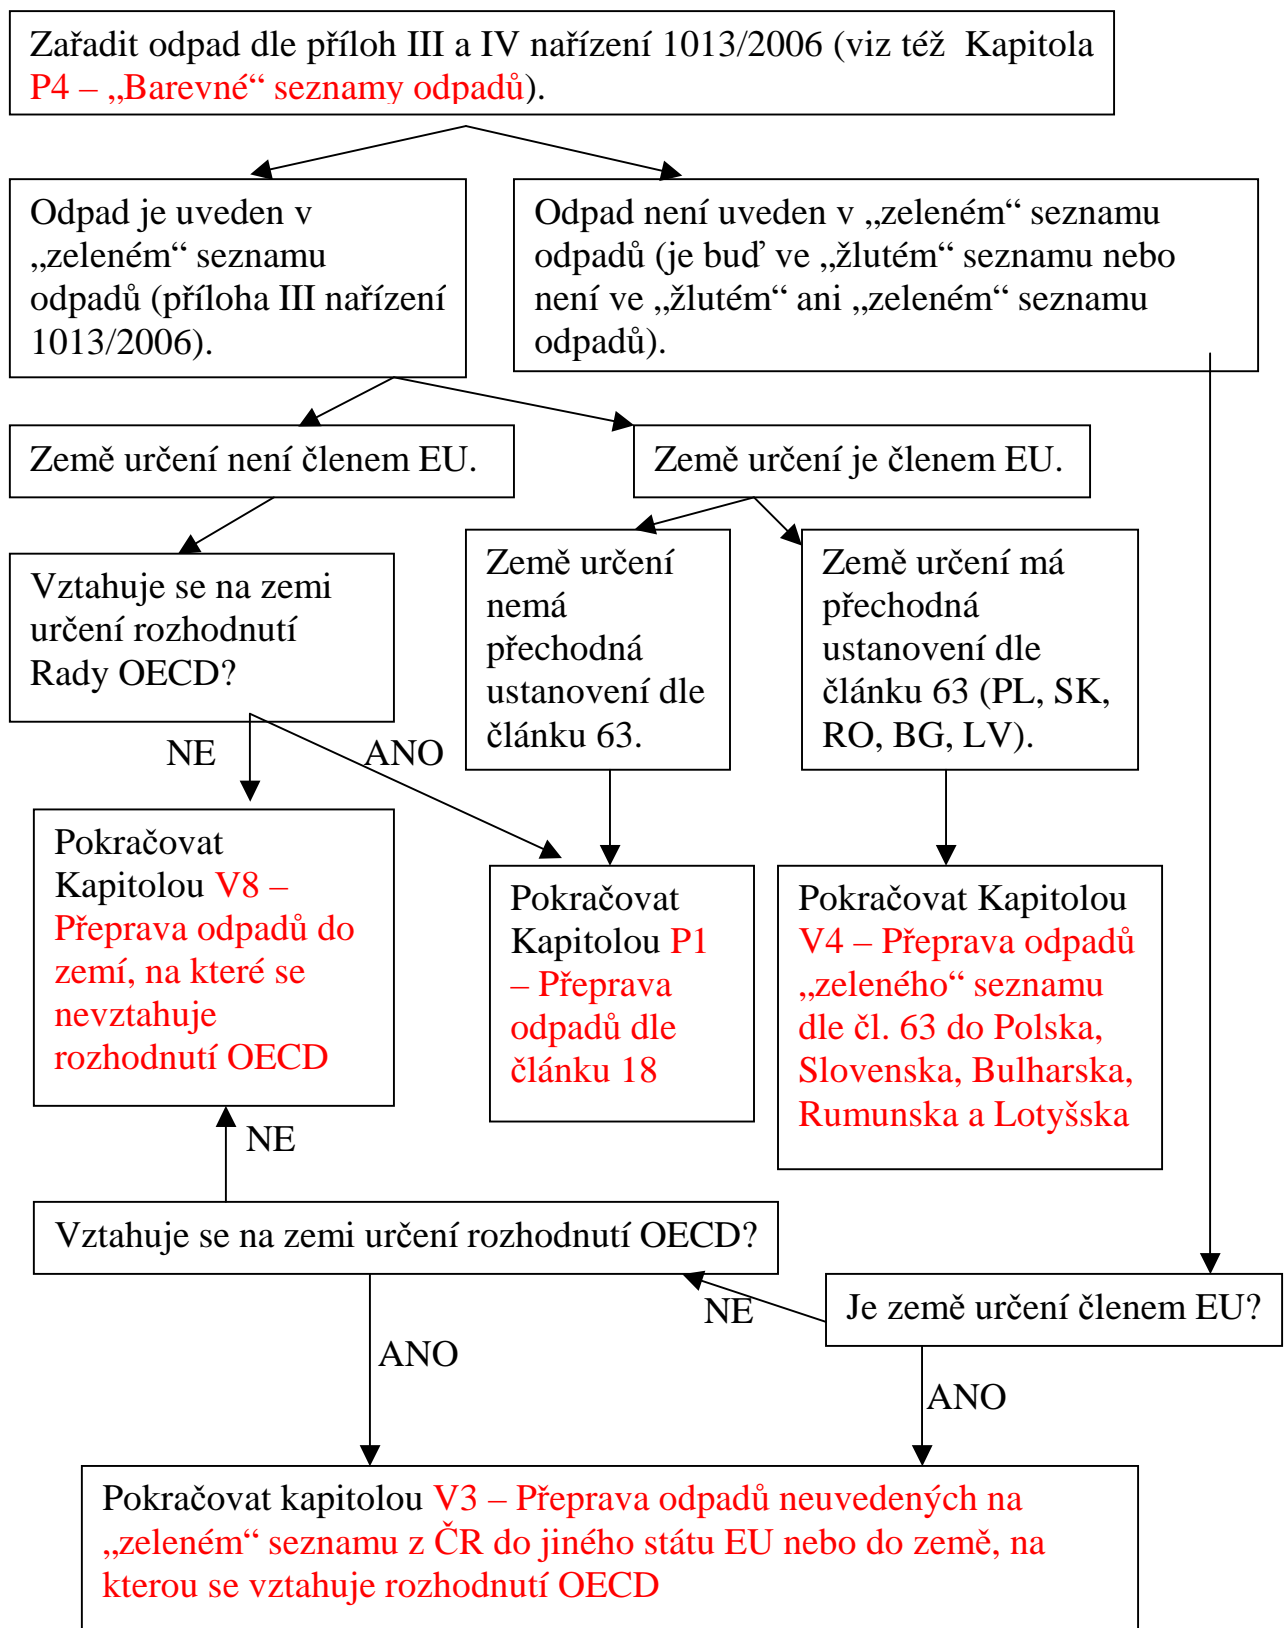 Zařadit odpad dle příloh III a IV nařízení 1013/2006 (viz též Kapitola
P4 – „Barevné“ seznamy odpadů).
Odpad je uveden v
„zeleném“ seznamu
odpadů (příloha III nařízení
1013/2006).
Odpad není uveden v „zeleném“ seznamu
odpadů (je buď ve „žlutém“ seznamu nebo
není ve „žlutém“ ani „zeleném“ seznamu
odpadů).
Země určení není členem EU.
Země určení je členem EU.
Vztahuje se na zemi
určení rozhodnutí
Rady OECD?
Země určení
nemá
přechodná
ustanovení dle
článku 63.
Země určení má
přechodná
ustanovení dle
článku 63 (PL, SK,
RO, BG, LV).
NE
ANO
Pokračovat
Kapitolou V8 –
Přeprava odpadů do
zemí, na které se
nevztahuje
rozhodnutí OECD
Pokračovat
Kapitolou P1
– Přeprava
odpadů dle
článku 18
Pokračovat Kapitolou
V4 – Přeprava odpadů
„zeleného“ seznamu
dle čl. 63 do Polska,
Slovenska, Bulharska,
Rumunska a Lotyšska
NE
Vztahuje se na zemi určení rozhodnutí OECD?
NE
Je země určení členem EU?
ANO
ANO
Pokračovat kapitolou V3 – Přeprava odpadů neuvedených na
„zeleném“ seznamu z ČR do jiného státu EU nebo do země, na
kterou se vztahuje rozhodnutí OECD